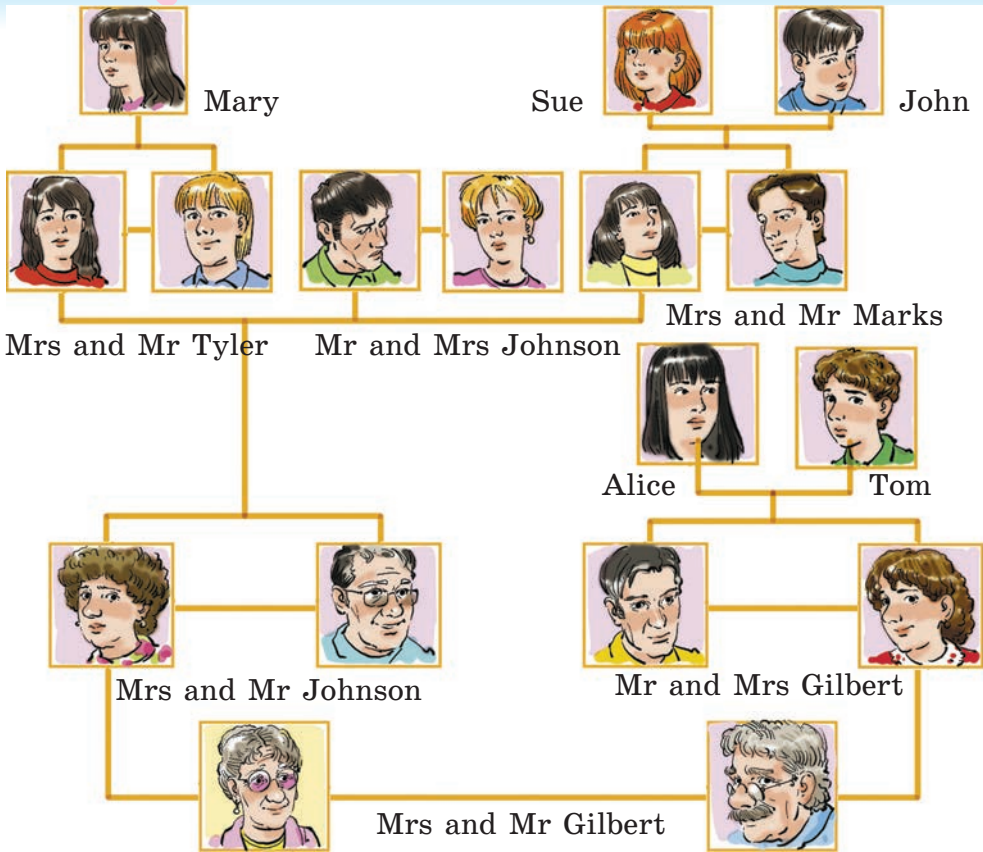 Mary
Sue
John
Mrs and Mr Tyler
Mr and Mrs Johnson
Mrs and Mr Marks
Alice
Tom
Mrs and Mr Johnson
Mr and Mrs Gilbert
Mrs and Mr Gilbert